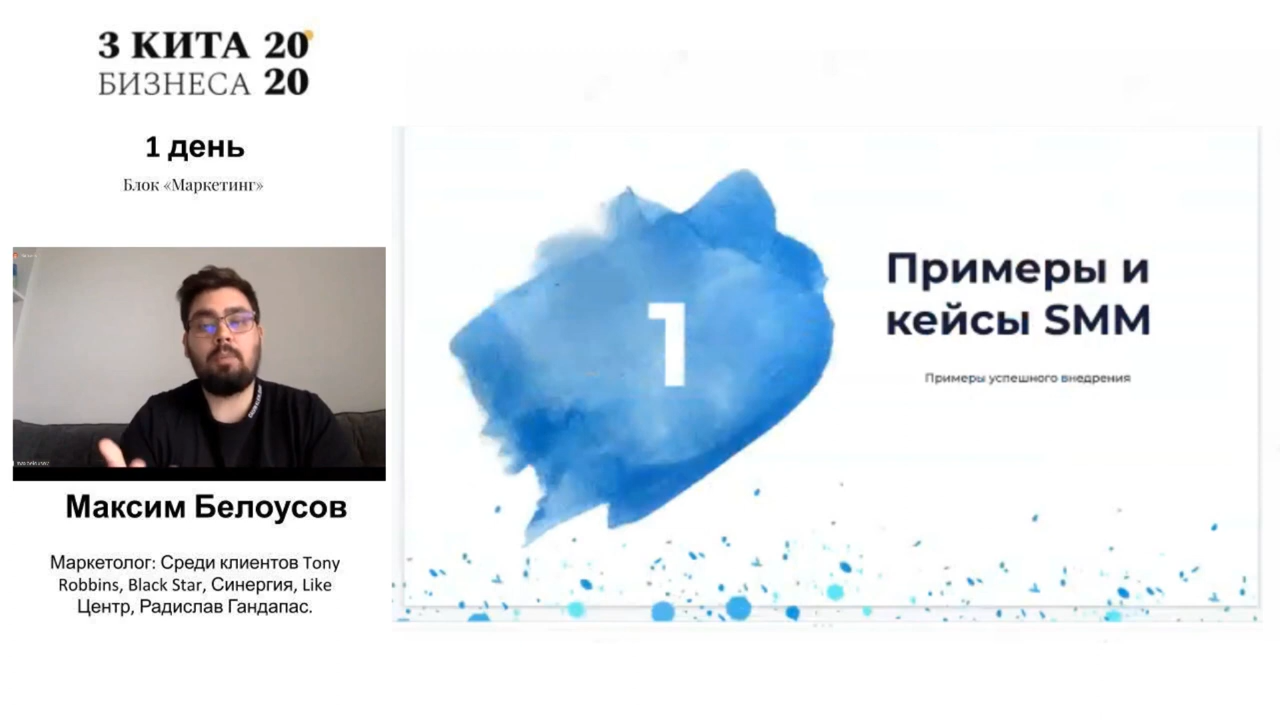 3 КИТА 20
БИЗНЕСА 20
1 день
Блок «Маркетинг»
Максим Белоусов
Маркетолог: Среди клиентов Tony
Robbins, Black Star, Синергия, Like
Центр, Радислав Гандапас.
1
Примеры и
кейсы SMM
Примеры успешного внедрения